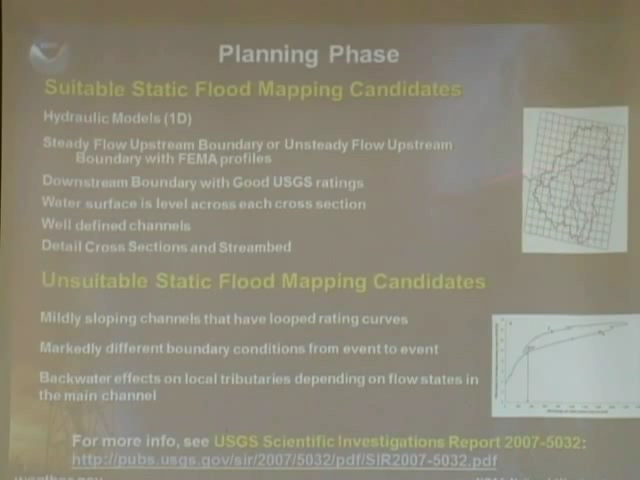 Planning Phase
Suitable Static Flood Mapping Candidates
Hydraulic Models (1D)
Steady Flow Upstream Boundary or Unsteady Flow Upstream
Boundary with FEMA profiles
Downstream Boundary with Good USGS ratings
Water surface is level across each cross section
Well defined channels
Detail Cross Sections and Streambed
Unsuitable Static Flood Mapping Candidates
Mildly sloping channels that have looped rating curves
Markedly different boundary conditions from event to event
Backwater effects on local tributaries depending on flow states in
the main channel
For more info, see USGS Scientific Investigations Report 2007-5032:
http://pubs.usgs.gov/sir/2007/5032/pdf/SIR2007-5032.pdf